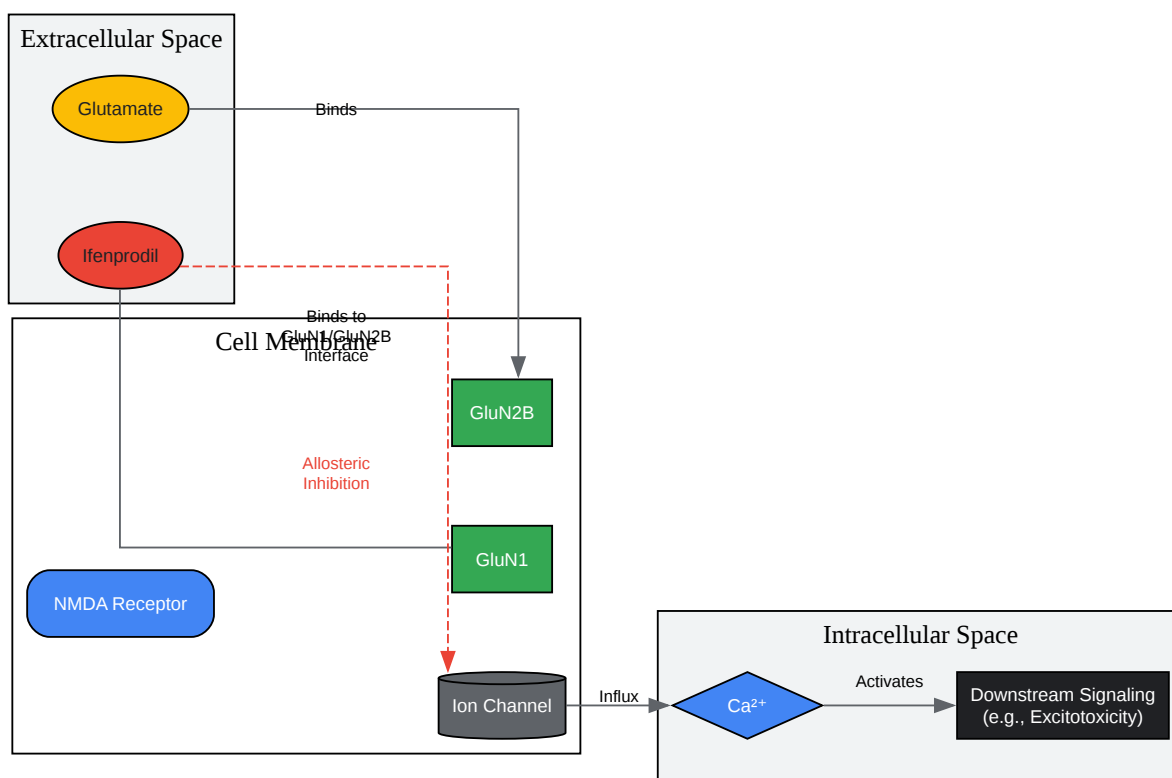 Extracellular Space
Glutamate
Binds
Ifenprodil
Binds to
GluN1/GluN2B
Interface
Cell Membrane
GluN2B
Allosteric
Inhibition
GluN1
NMDA Receptor
Intracellular Space
Ion Channel
Influx
Ca²⁺
Activates
Downstream Signaling
(e.g., Excitotoxicity)